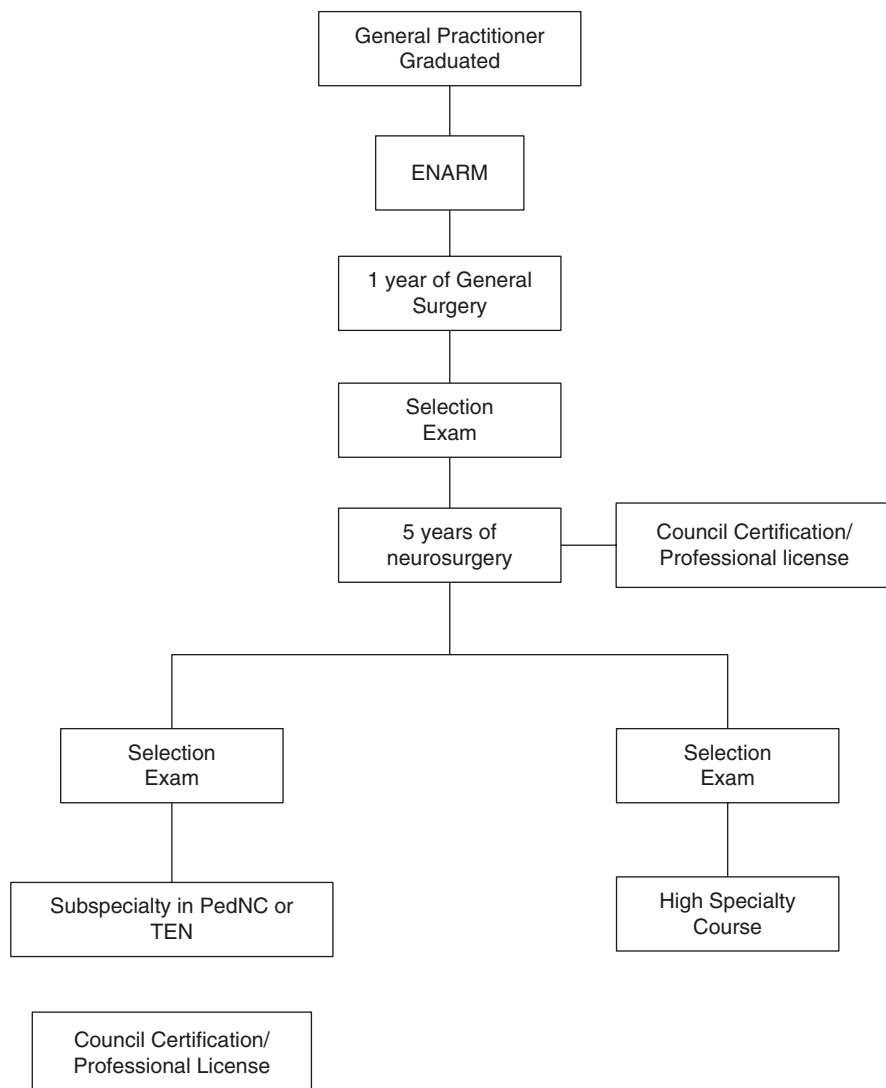 General Practitioner
Graduated
ENARM
1 year of General
Surgery
Selection
Exam
5 years of
neurosurgery
Council Certification/
Professional license
Selection
Exam
Selection
Exam
Subspecialty in PedNC or
TEN
High Specialty
Course
Council Certification/
Professional License